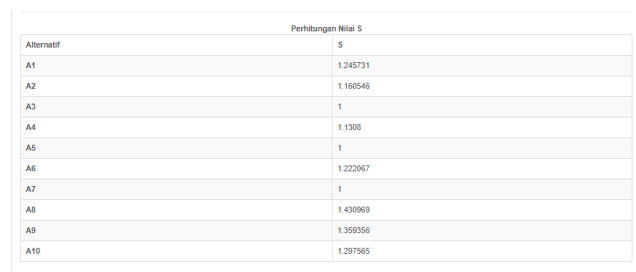 Perhitungan Nilai S
Alternatif S
A1 1.245731
A2 1.160546
A3 1
A4 1.1308
A5 1
A6 1.222067
A7 1
A8 1.430969
A9 1.359356
A10 1.297565